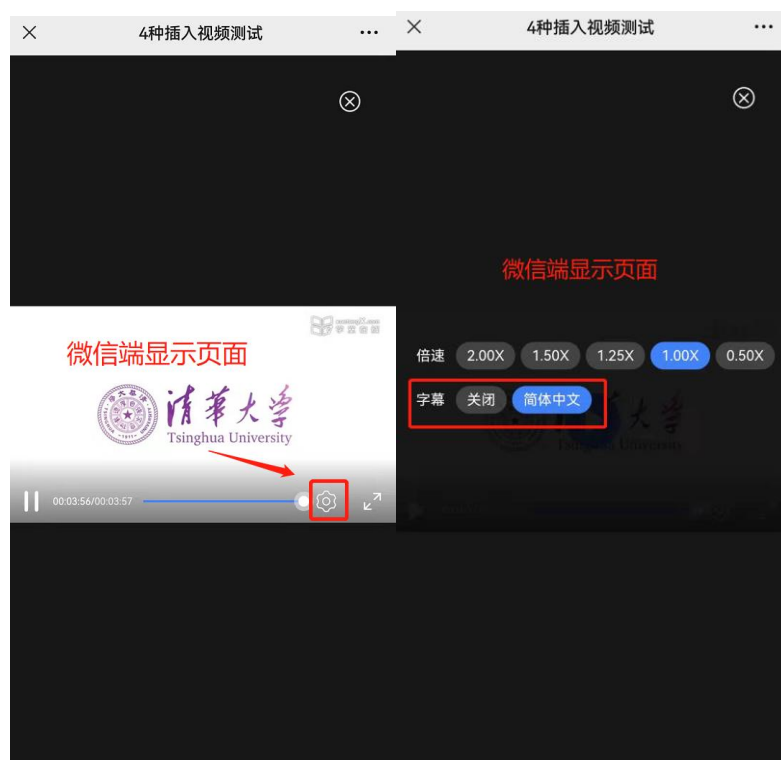 4种插入视频测试
微信端显示页面
清華大学
Tsinghua University
00:03:56/00:03:57
4种插入视频测试
微信端显示页面
倍速 2.00X 1.50X 1.25X 1.00X 0.50X
字幕 关闭 简体中文